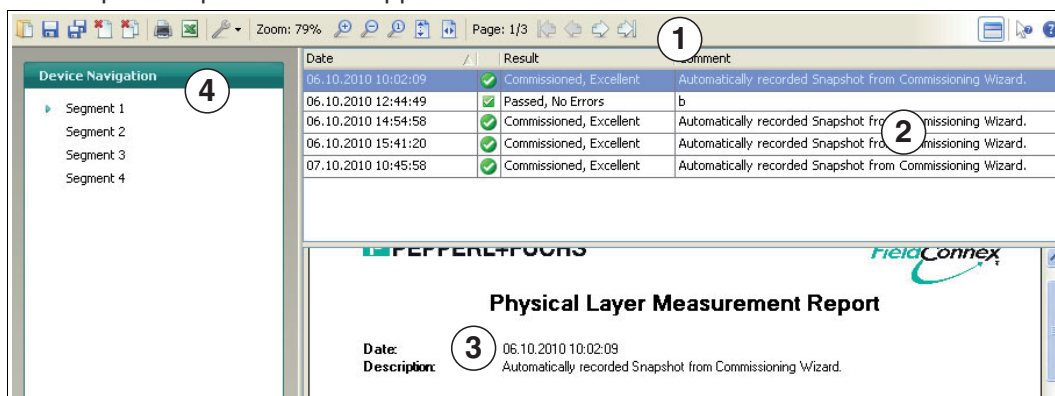 Zoom: 79% Page: 1/3
1
Device Navigation
4
Segment 1
Segment 2
Segment 3
Segment 4
Date Result Comment
06.10.2010 10:02:09 Commissioned, Excellent Automatically recorded Snapshot from Commissioning Wizard.
06.10.2010 12:44:49 Passed, No Errors b
06.10.2010 14:54:58 Commissioned, Excellent Automatically recorded Snapshot from Commissioning Wizard.
2
06.10.2010 15:41:20 Commissioned, Excellent Automatically recorded Snapshot from Commissioning Wizard.
07.10.2010 10:45:58 Commissioned, Excellent Automatically recorded Snapshot from Commissioning Wizard.
PEPPERL+FUCHS FieldConnex
Physical Layer Measurement Report
3
Date: 06.10.2010 10:02:09
Description: Automatically recorded Snapshot from Commissioning Wizard.